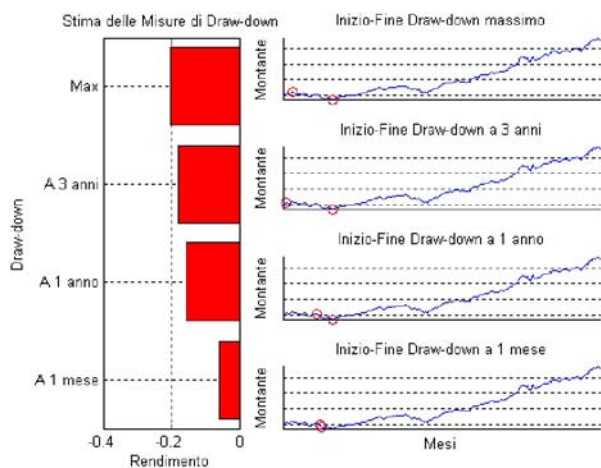 Stima delle Misure di Draw-down
Draw-down
Max
A 3 anni
A 1 anno
A 1 mese
-0.4
-0.2
0
Rendimento
Inizio-Fine Draw-down massimo
Montante
Inizio-Fine Draw-down a 3 anni
Montante
Inizio-Fine Draw-down a 1 anno
Montante
Inizio-Fine Draw-down a 1 mese
Montante
Mesi